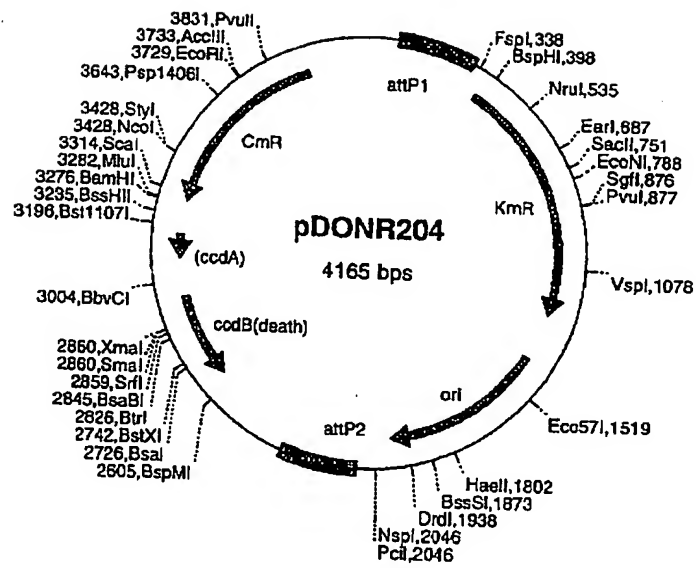 3831,PvuII
3733,AccIII
3729,EcoRI
3643,Psp1406I
3428,StyI
3428,NcoI
3314,ScaI
3282,MluI
3276,BamHI
3235,BssHII
3196,Bst1107I
3004,BbvCI
2860,XmaI
2860,SmaI
2859,SrfI
2845,BsaBI
2826,BtrI
2742,BstXI
2726,BsaI
2605,BspMI
attP1
CmR
KmR
pDONR204
4165 bps
(ccdA)
ccdB(death)
ori
attP2
FspI,338
BspHI,398
NruI,535
EarI,687
SacII,751
EcoNI,788
SgfI,876
PvuI,877
VspI,1078
Eco57I,1519
HaeII,1802
BssSI,1873
DrdI,1938
NspI,2046
PciI,2046